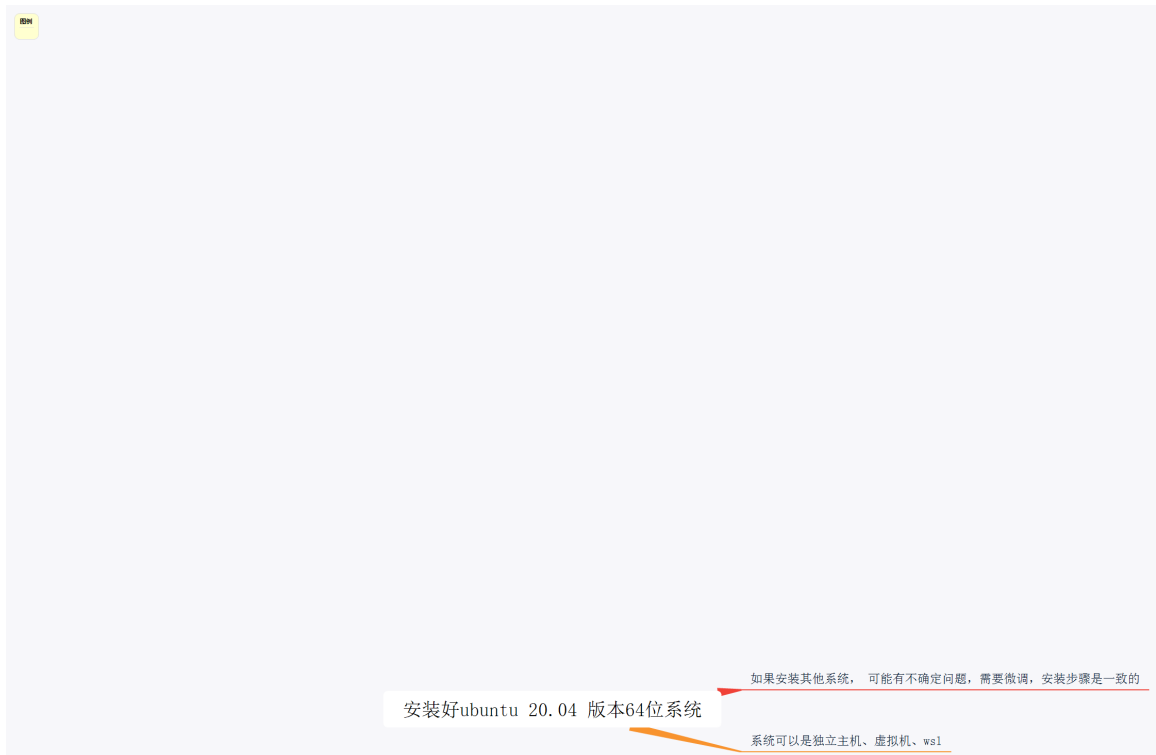 图例
如果安装其他系统， 可能有不确定问题，需要微调，安装步骤是一致的
安装好ubuntu 20.04 版本64位系统
系统可以是独立主机、虚拟机、wsl